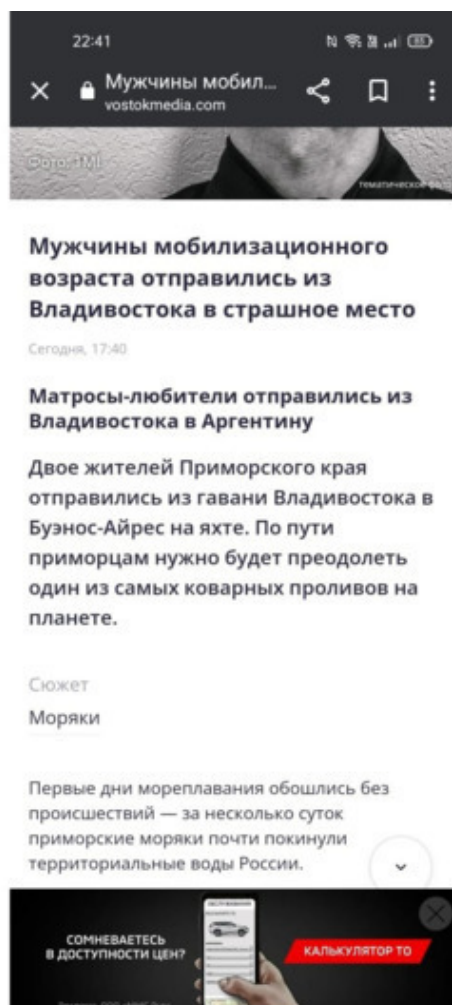 22:41
85
Мужчины мобил...
vostokmedia.com
Фото: 1MI
тематическое фото
Мужчины мобилизационного
возраста отправились из
Владивостока в страшное место
Сегодня, 17:40
Матросы-любители отправились из
Владивостока в Аргентину
Двое жителей Приморского края
отправились из гавани Владивостока в
Буэнос-Айрес на яхте. По пути
приморцам нужно будет преодолеть
один из самых коварных проливов на
планете.
Сюжет
Моряки
Первые дни мореплавания обошлись без
происшествий — за несколько суток
приморские моряки почти покинули
территориальные воды России.
СОМНЕВАЕТЕСЬ
В ДОСТУПНОСТИ ЦЕН?
КАЛЬКУЛЯТОР ТО